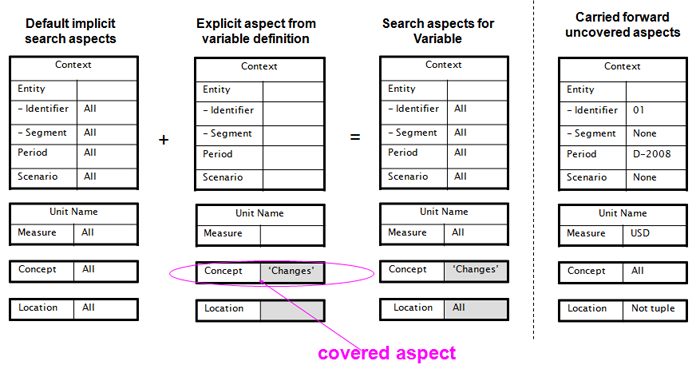 Default implicit
search aspects
Context
Entity
– Identifier All
– Segment All
Period All
Scenario All
Unit Name
Measure All
Concept All
Location All
+
Explicit aspect from
variable definition
Context
Entity
– Identifier
– Segment
Period
Scenario
Unit Name
Measure
Concept 'Changes'
Location
covered aspect
=
Search aspects for
Variable
Context
Entity
– Identifier All
– Segment All
Period All
Scenario All
Unit Name
Measure All
Concept 'Changes'
Location All
Carried forward
uncovered aspects
Context
Entity
– Identifier 01
– Segment None
Period D-2008
Scenario None
Unit Name
Measure USD
Concept All
Location Not tuple